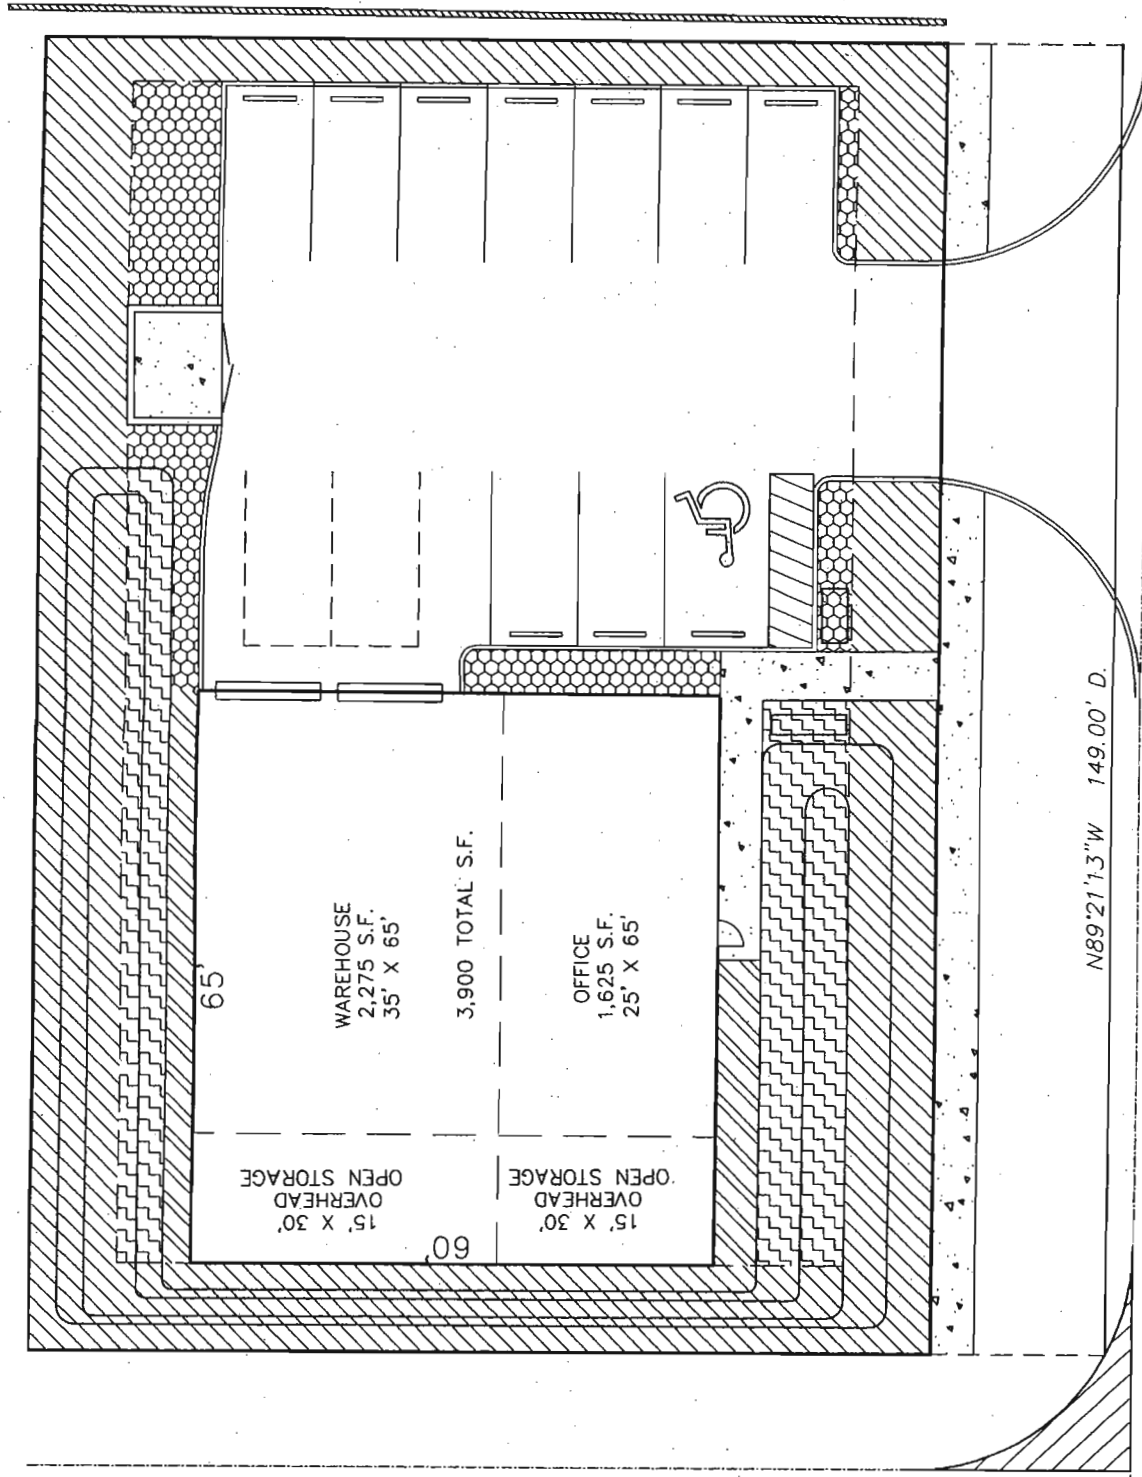 65'
WAREHOUSE
2,275 S.F.
35' X 65'
3,900 TOTAL S.F.
OFFICE
1,625 S.F.
25' X 65'
15' X 30'
OVERHEAD
OPEN STORAGE
15' X 30'
OVERHEAD
OPEN STORAGE
60'
N89°21'13"W 149.00' D.